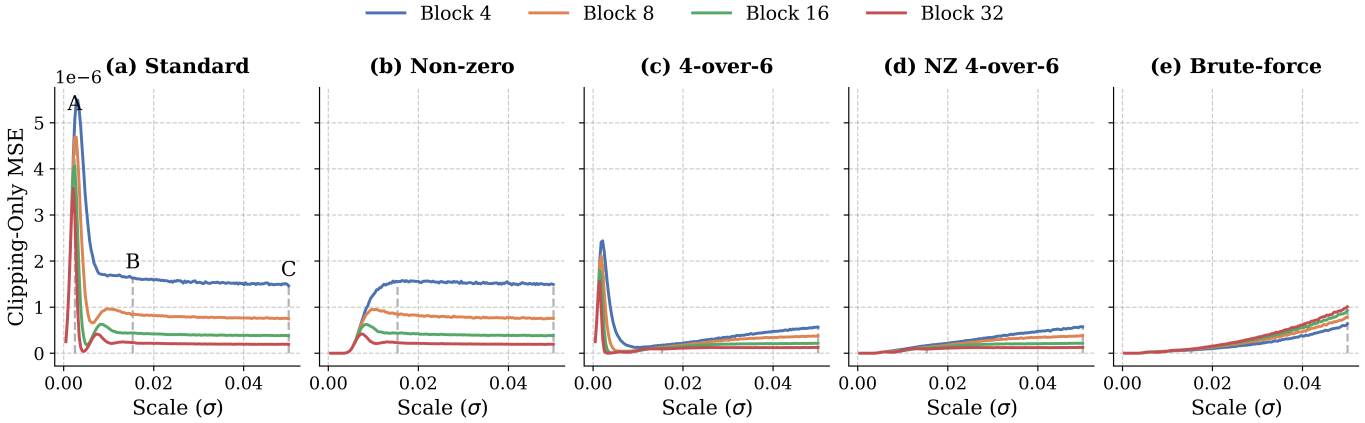 Block 4 Block 8 Block 16 Block 32
(a) Standard (b) Non-zero (c) 4-over-6 (d) NZ 4-over-6 (e) Brute-force
1e−6
A
5
4
3
2
1
0
B
C
Clipping-Only MSE
0.00 0.02 0.04 0.00 0.02 0.04 0.00 0.02 0.04 0.00 0.02 0.04 0.00 0.02 0.04
Scale (σ) Scale (σ) Scale (σ) Scale (σ) Scale (σ)